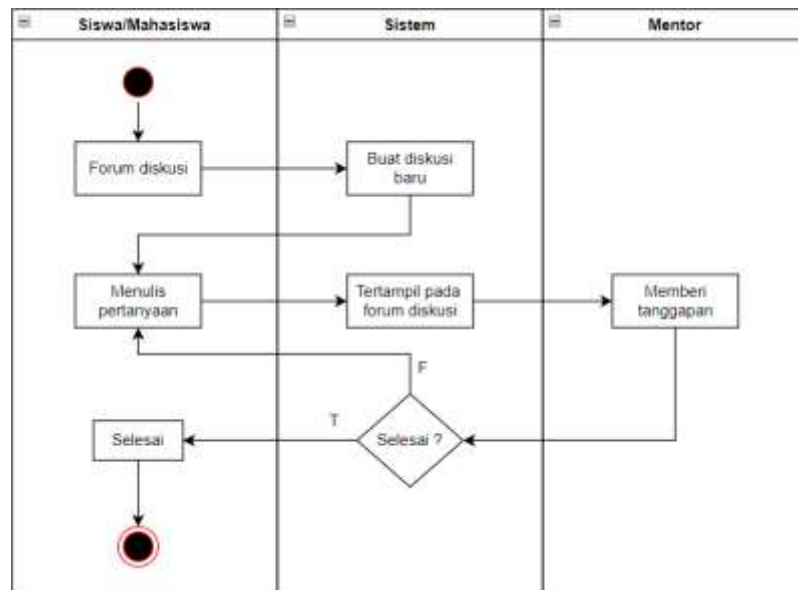 Siswa/Mahasiswa
Sistem
Mentor
Forum diskusi
Buat diskusi
baru
Menulis
pertanyaan
Tertampil pada
forum diskusi
Memberi
tanggapan
F
T
Selesai
Selesai ?